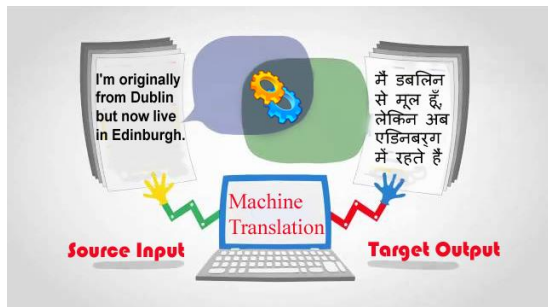 I'm originally
from Dublin
but now live
in Edinburgh.
मैं डबलिन
से मूल हूँ,
लेकिन अब
एडिनबर्ग
में रहते हैं
Machine
Translation
Source Input
Target Output